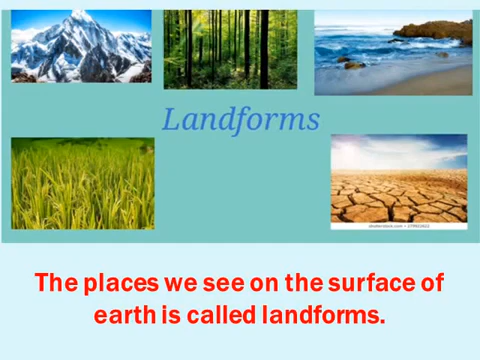 Landforms
The places we see on the surface of
earth is called landforms.